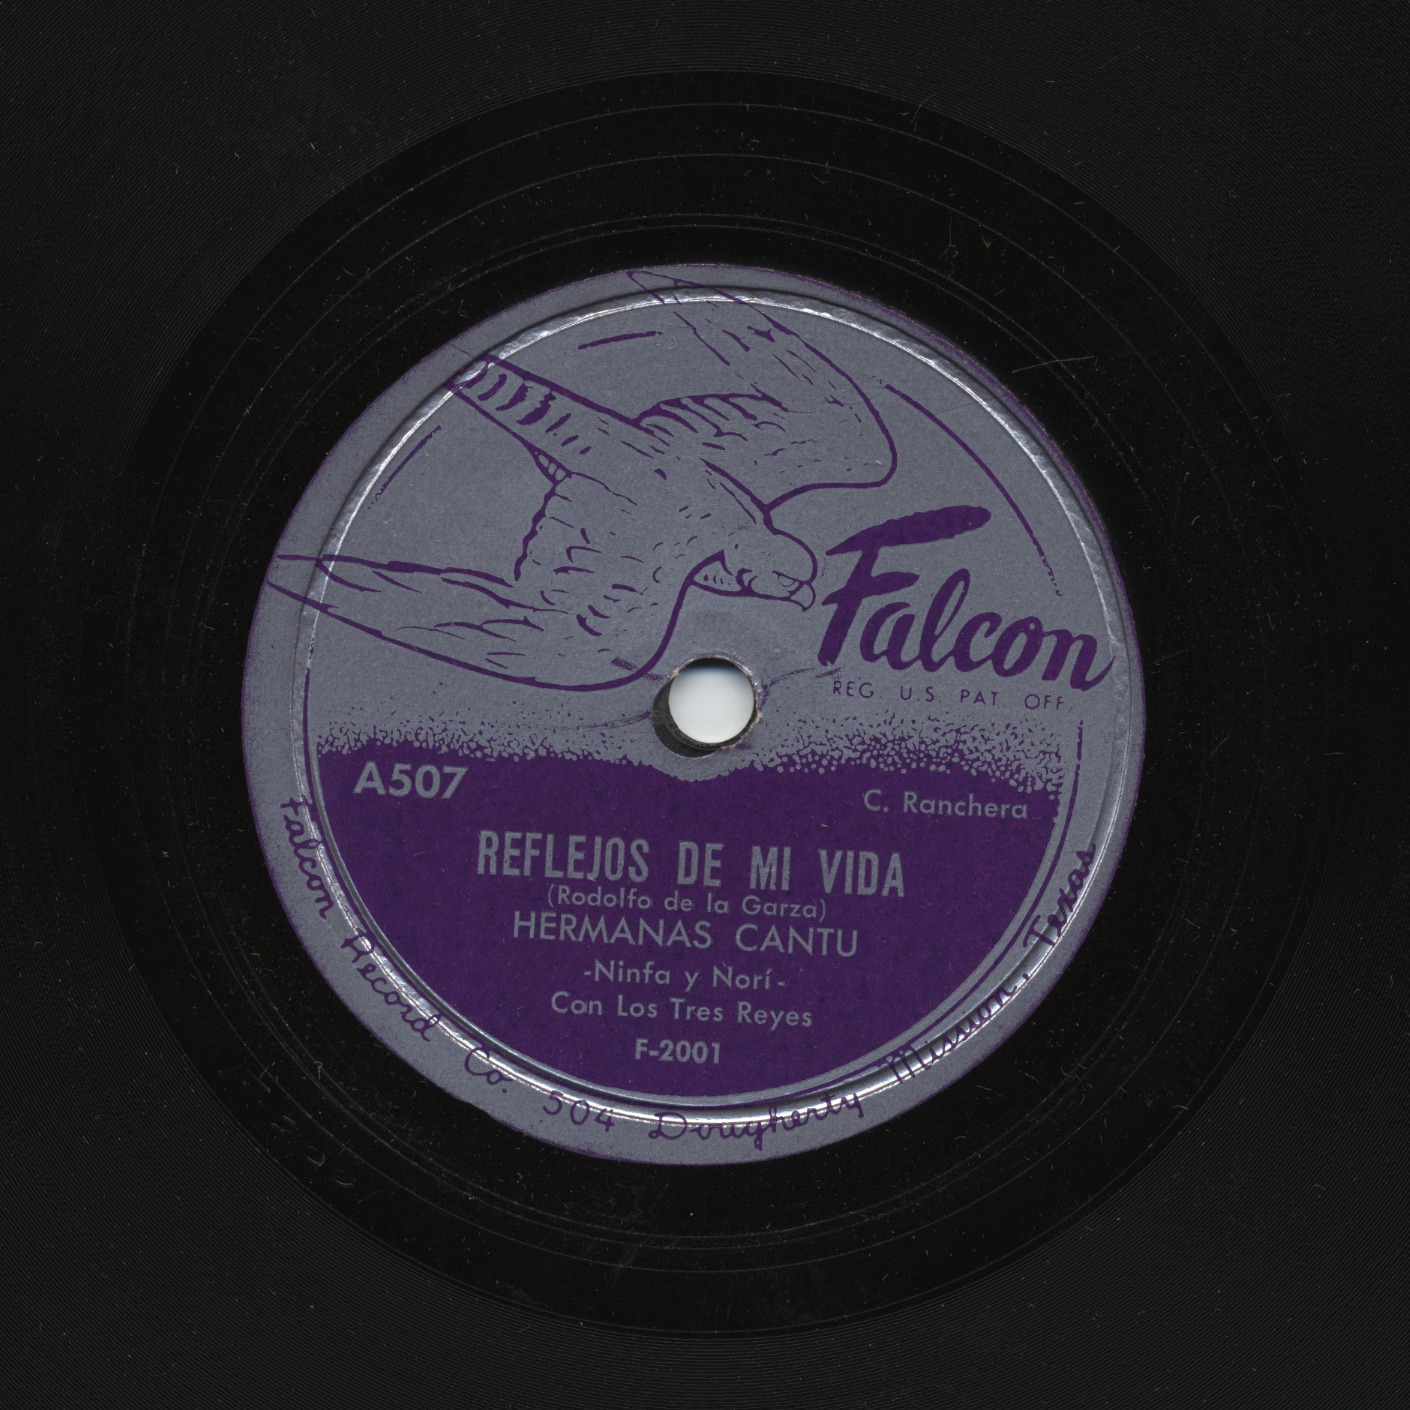 Falcon
REG. U.S. PAT. OFF.
A507
C. Ranchera
REFLEJOS DE MI VIDA
(Rodolfo de la Garza)
HERMANAS CANTU
-Ninfa y Norí-
Con Los Tres Reyes
F-2001
Falcon Record Co. 504 Dougherty Mission, Texas